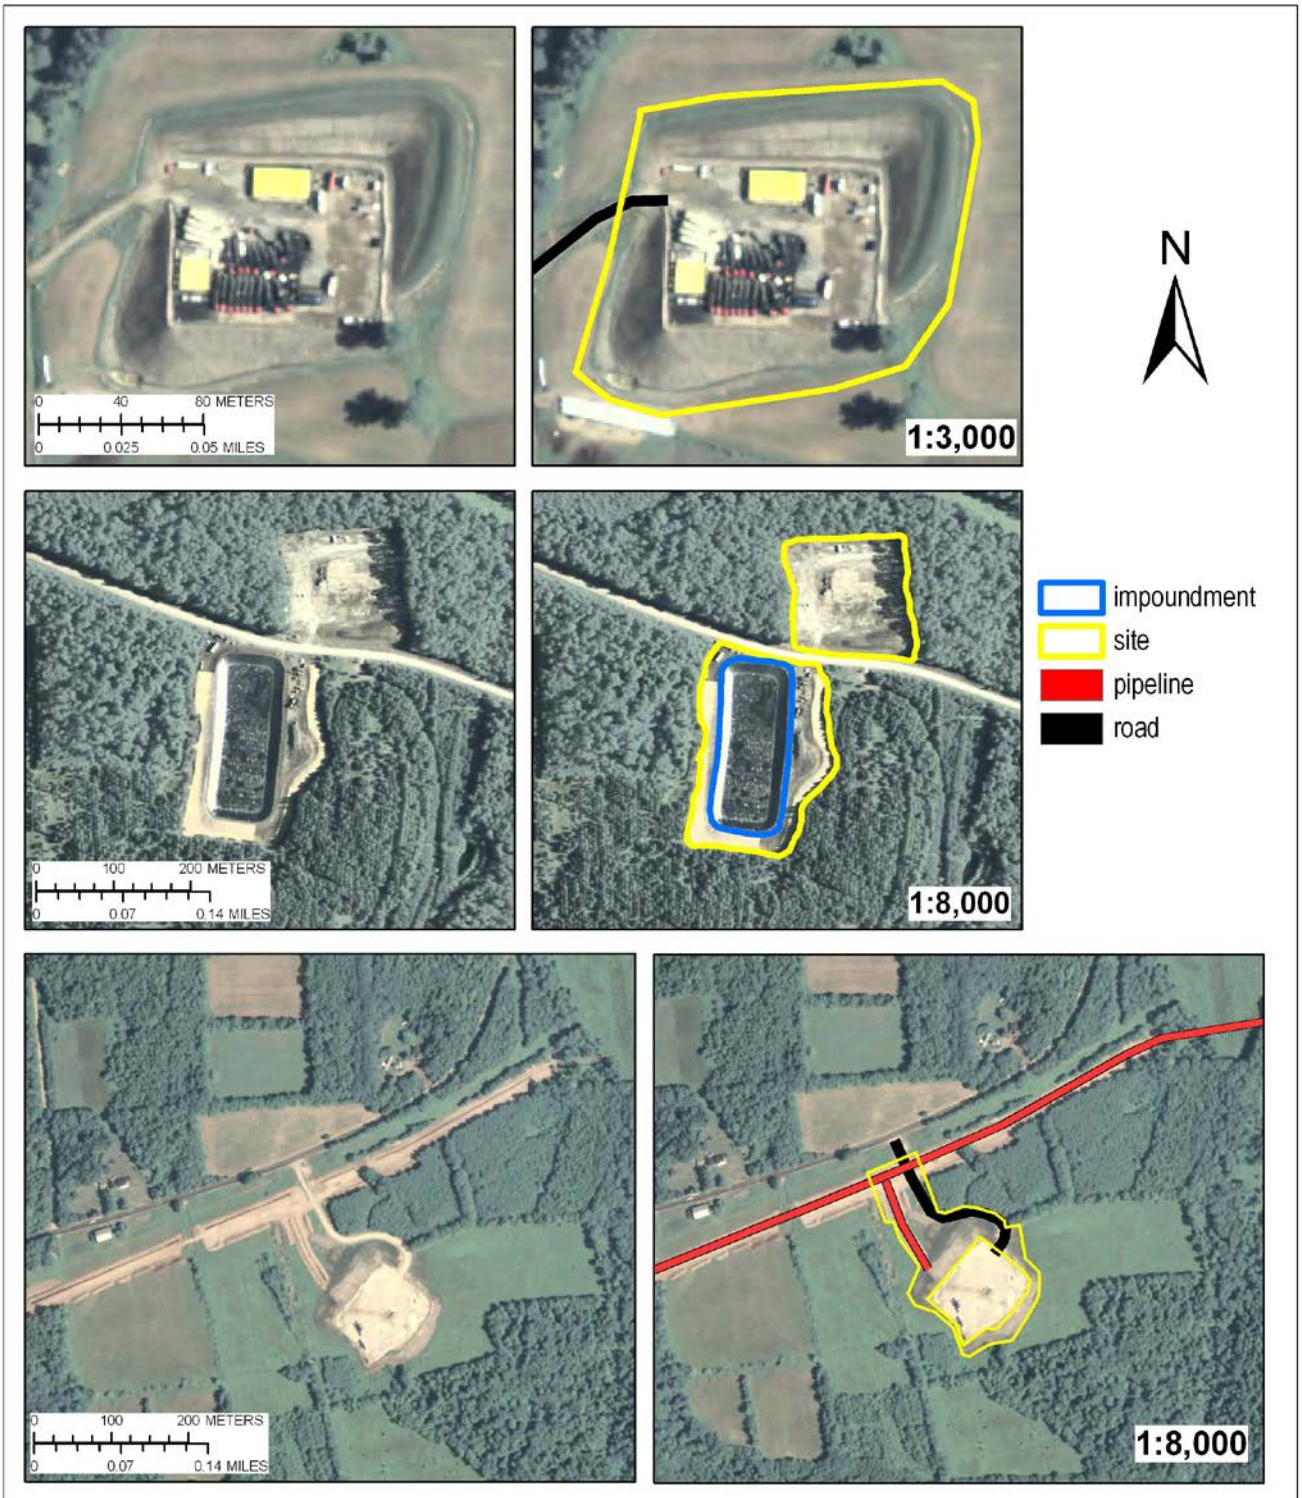 0 40 80 METERS
0 0.025 0.05 MILES
1:3,000
N
0 100 200 METERS
0 0.07 0.14 MILES
1:8,000
impoundment
site
pipeline
road
0 100 200 METERS
0 0.07 0.14 MILES
1:8,000